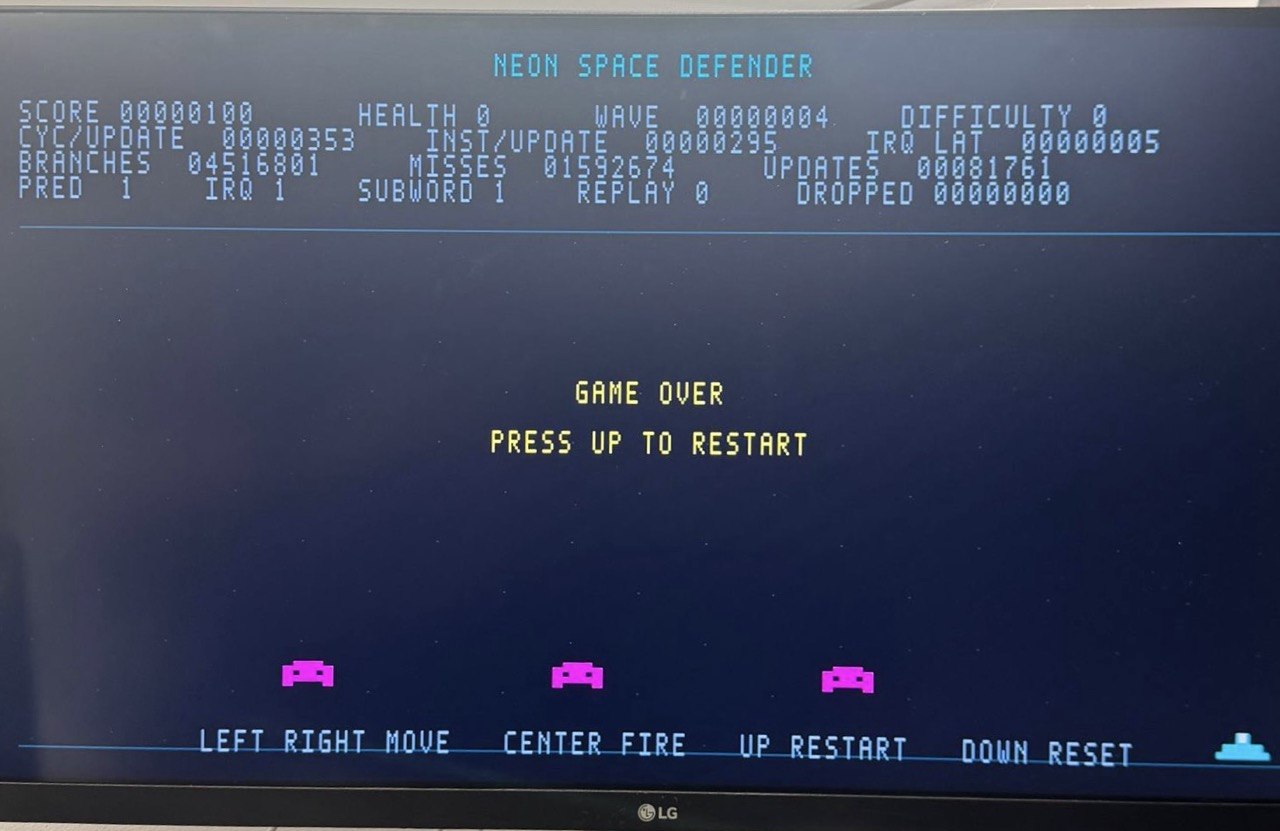 NEON SPACE DEFENDER
SCORE 00000100 HEALTH 0 WAVE 00000004 DIFFICULTY 0
CYC/UPDATE 00000353 INST/UPDATE 00000295 IRQ LAT 00000005
BRANCHES 04516801 MISSES 01592674 UPDATES 00081761
PRED 1 IRQ 1 SUBWORD 1 REPLAY 0 DROPPED 00000000
GAME OVER
PRESS UP TO RESTART
LEFT RIGHT MOVE CENTER FIRE UP RESTART DOWN RESET
LG